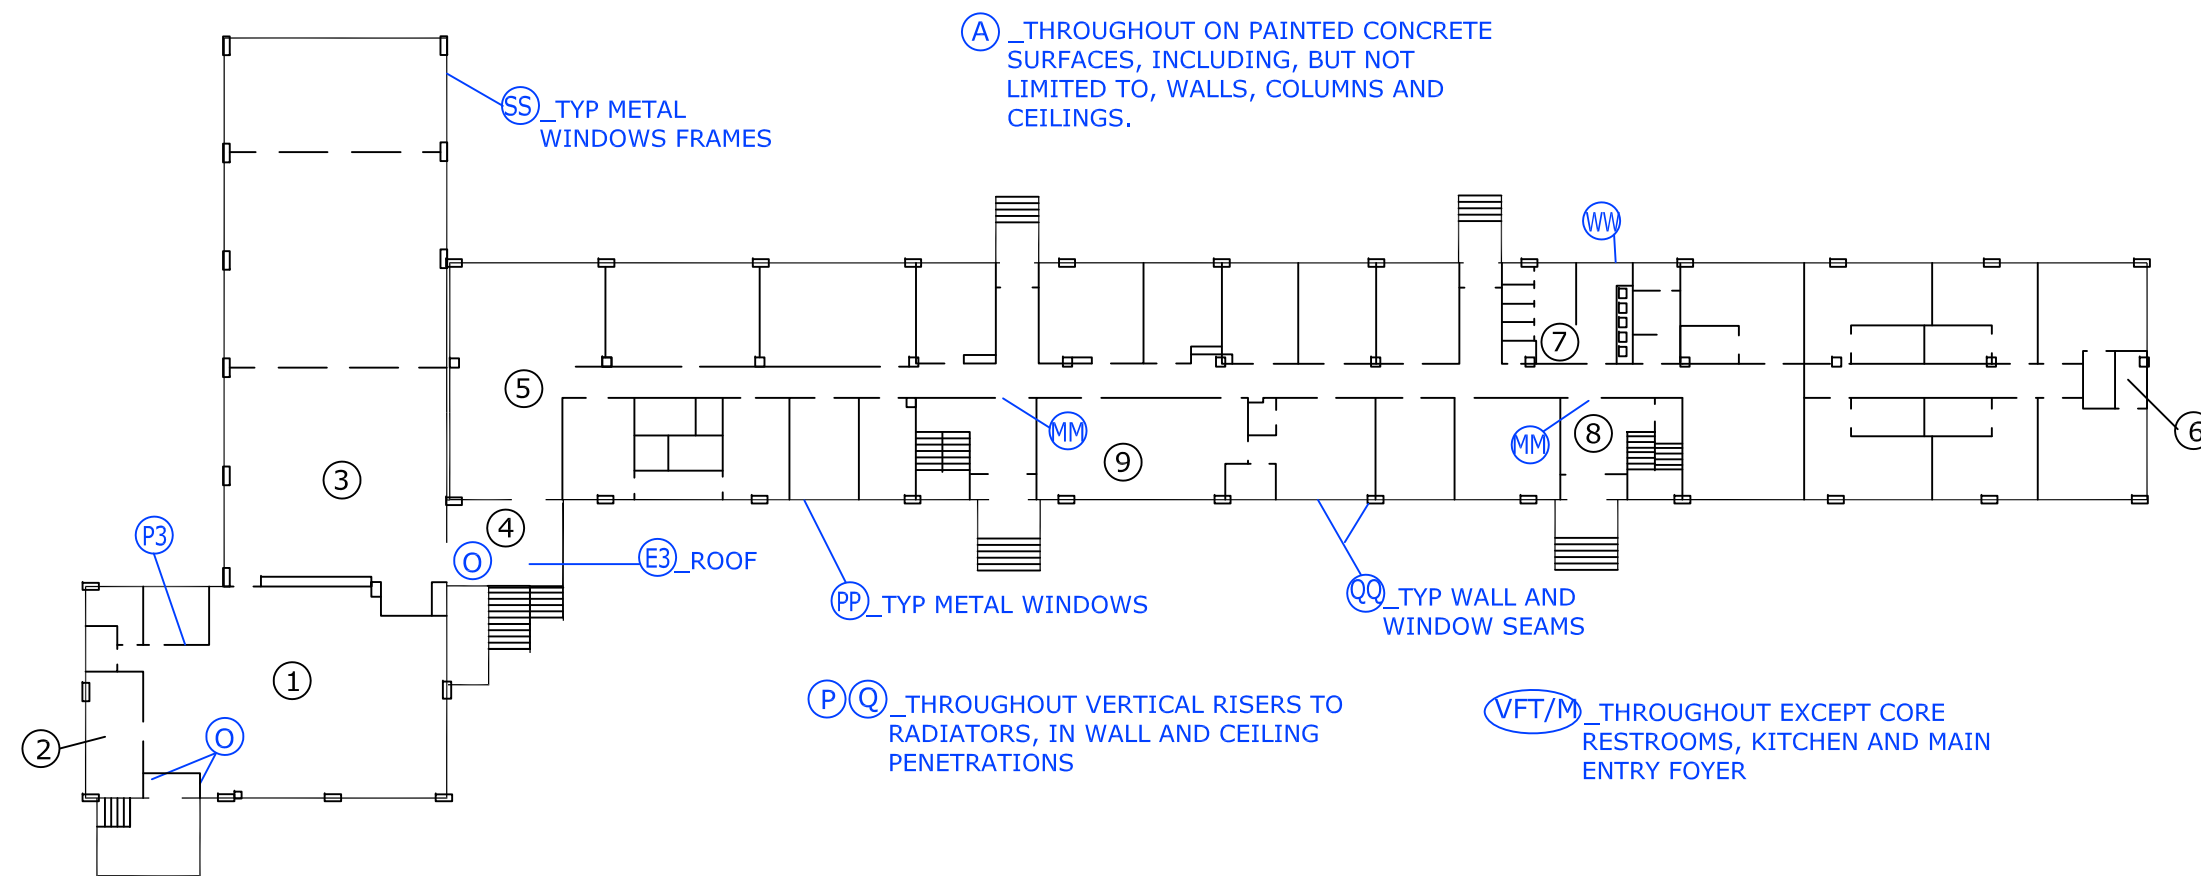 A _THROUGHOUT ON PAINTED CONCRETE
SURFACES, INCLUDING, BUT NOT
LIMITED TO, WALLS, COLUMNS AND
CEILINGS.
SS _TYP METAL
WINDOWS FRAMES
WW
7
5
MM
MM
8
6
9
3
P3
4
O
E3 _ROOF
PP _TYP METAL WINDOWS
QQ _TYP WALL AND
WINDOW SEAMS
1
P Q _THROUGHOUT VERTICAL RISERS TO
RADIATORS, IN WALL AND CEILING
PENETRATIONS
VFT/M _THROUGHOUT EXCEPT CORE
RESTROOMS, KITCHEN AND MAIN
ENTRY FOYER
2
O